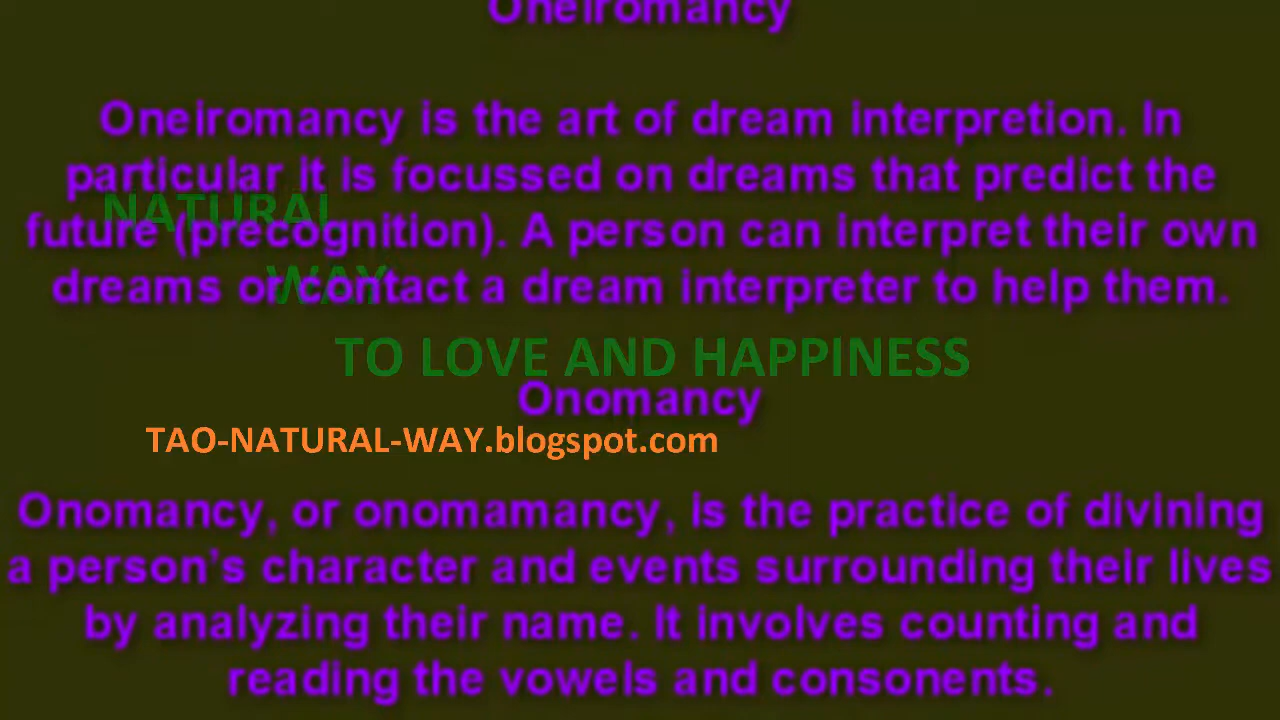 Oneiromancy
Oneiromancy is the art of dream interpretion. In
particular it is focussed on dreams that predict the
NATURAL
future (precognition). A person can interpret their own
WAY
dreams or contact a dream interpreter to help them.
TO LOVE AND HAPPINESS
Onomancy
TAO-NATURAL-WAY.blogspot.com
Onomancy, or onomamancy, is the practice of divining
a person's character and events surrounding their lives
by analyzing their name. It involves counting and
reading the vowels and consonents.